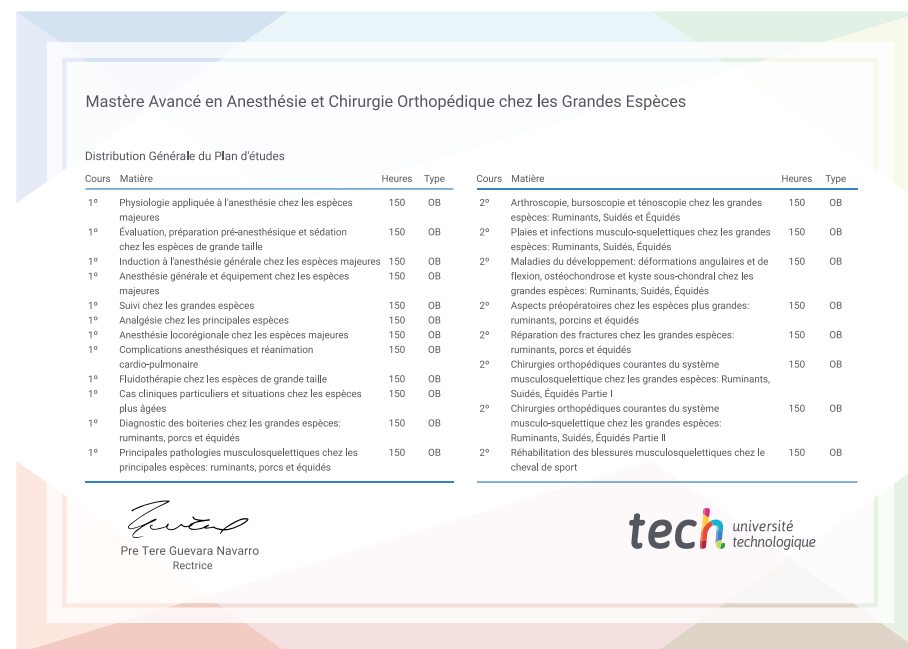 Mastère Avancé en Anesthésie et Chirurgie Orthopédique chez les Grandes Espèces
Distribution Générale du Plan d'études
Cours Matière Heures Type
1º Physiologie appliquée à l'anesthésie chez les espèces 150 OB
majeures
1º Évaluation, préparation pré-anesthésique et sédation 150 OB
chez les espèces de grande taille
1º Induction à l'anesthésie générale chez les espèces majeures 150 OB
1º Anesthésie générale et équipement chez les espèces 150 OB
majeures
1º Suivi chez les grandes espèces 150 OB
1º Analgésie chez les principales espèces 150 OB
1º Anesthésie locorégionale chez les espèces majeures 150 OB
1º Complications anesthésiques et réanimation 150 OB
cardio-pulmonaire
1º Fluidothérapie chez les espèces de grande taille 150 OB
1º Cas cliniques particuliers et situations chez les espèces 150 OB
plus âgées
1º Diagnostic des boiteries chez les grandes espèces: 150 OB
ruminants, porcs et équidés
1º Principales pathologies musculosquelettiques chez les 150 OB
principales espèces: ruminants, porcs et équidés
Cours Matière Heures Type
2º Arthroscopie, bursoscopie et ténoscopie chez les grandes 150 OB
espèces: Ruminants, Suidés et Équidés
2º Plaies et infections musculo-squelettiques chez les grandes 150 OB
espèces: Ruminants, Suidés, Équidés
2º Maladies du développement: déformations angulaires et de 150 OB
flexion, ostéochondrose et kyste sous-chondral chez les
grandes espèces: Ruminants, Suidés, Équidés
2º Aspects préopératoires chez les espèces plus grandes: 150 OB
ruminants, porcins et équidés
2º Réparation des fractures chez les grandes espèces: 150 OB
ruminants, porcs et équidés
2º Chirurgies orthopédiques courantes du système 150 OB
musculosquelettique chez les grandes espèces: Ruminants,
Suidés, Équidés Partie I
2º Chirurgies orthopédiques courantes du système 150 OB
musculo-squelettique chez les grandes espèces:
Ruminants, Suidés, Équidés Partie II
2º Réhabilitation des blessures musculosquelettiques chez le 150 OB
cheval de sport
Pre Tere Guevara Navarro
Rectrice
tech université
technologique